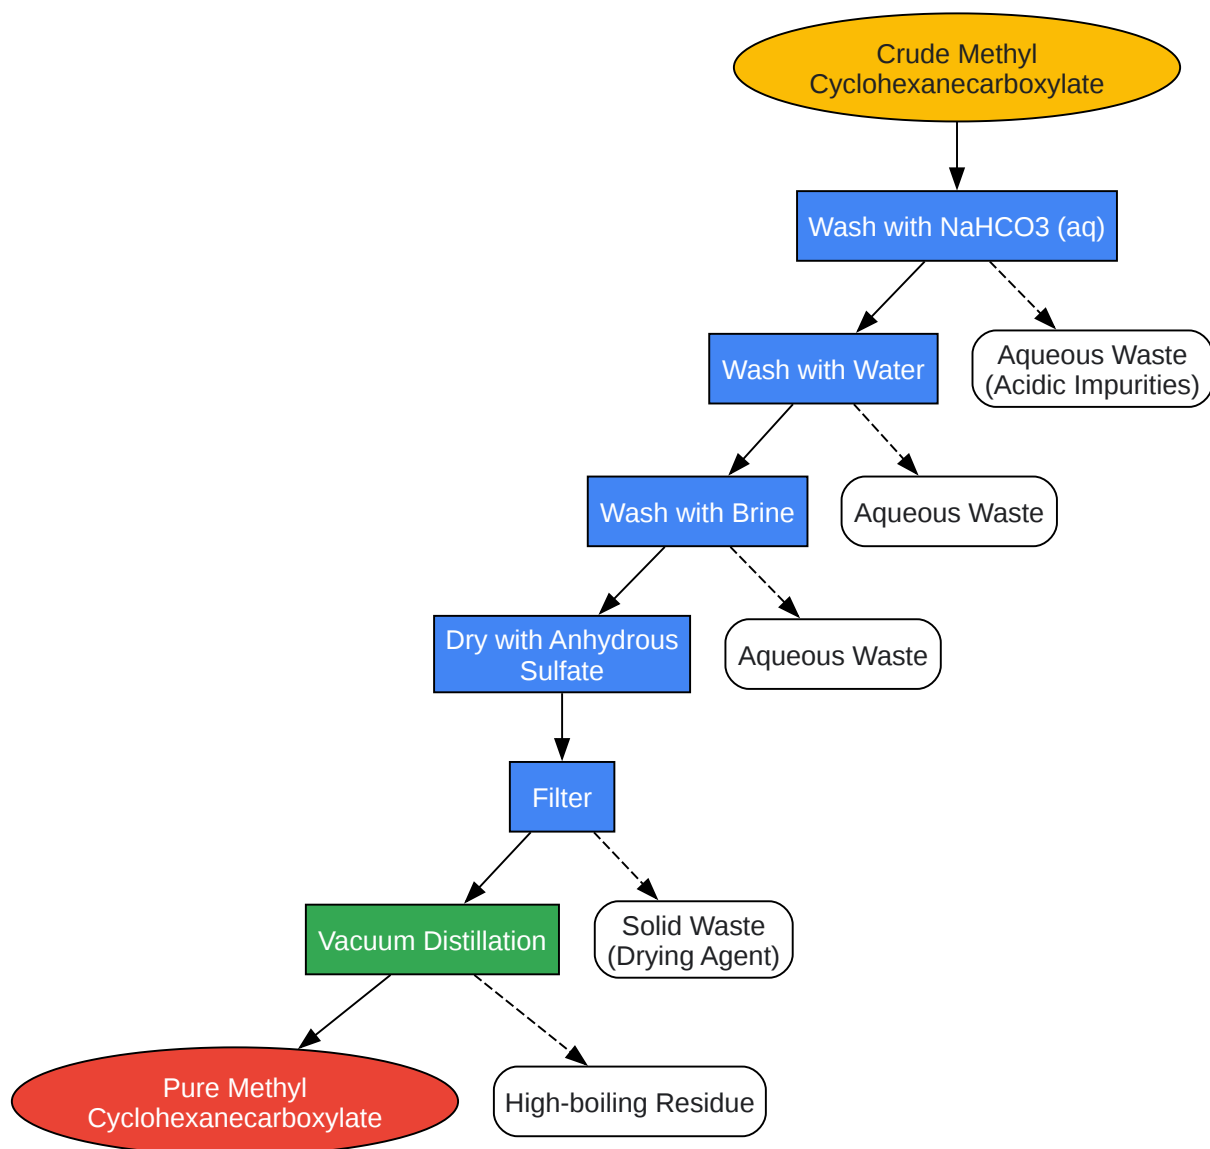 Crude Methyl
Cyclohexanecarboxylate
Wash with NaHCO3 (aq)
Wash with Water
Aqueous Waste
(Acidic Impurities)
Wash with Brine
Aqueous Waste
Dry with Anhydrous
Sulfate
Aqueous Waste
Filter
Vacuum Distillation
Solid Waste
(Drying Agent)
Pure Methyl
Cyclohexanecarboxylate
High-boiling Residue